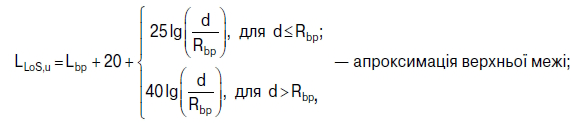 L_LoS,u = L_bp + 20 + { 25 lg(d / R_bp), для d ≤ R_bp;
40 lg(d / R_bp), для d > R_bp, — апроксимація верхньої межі;